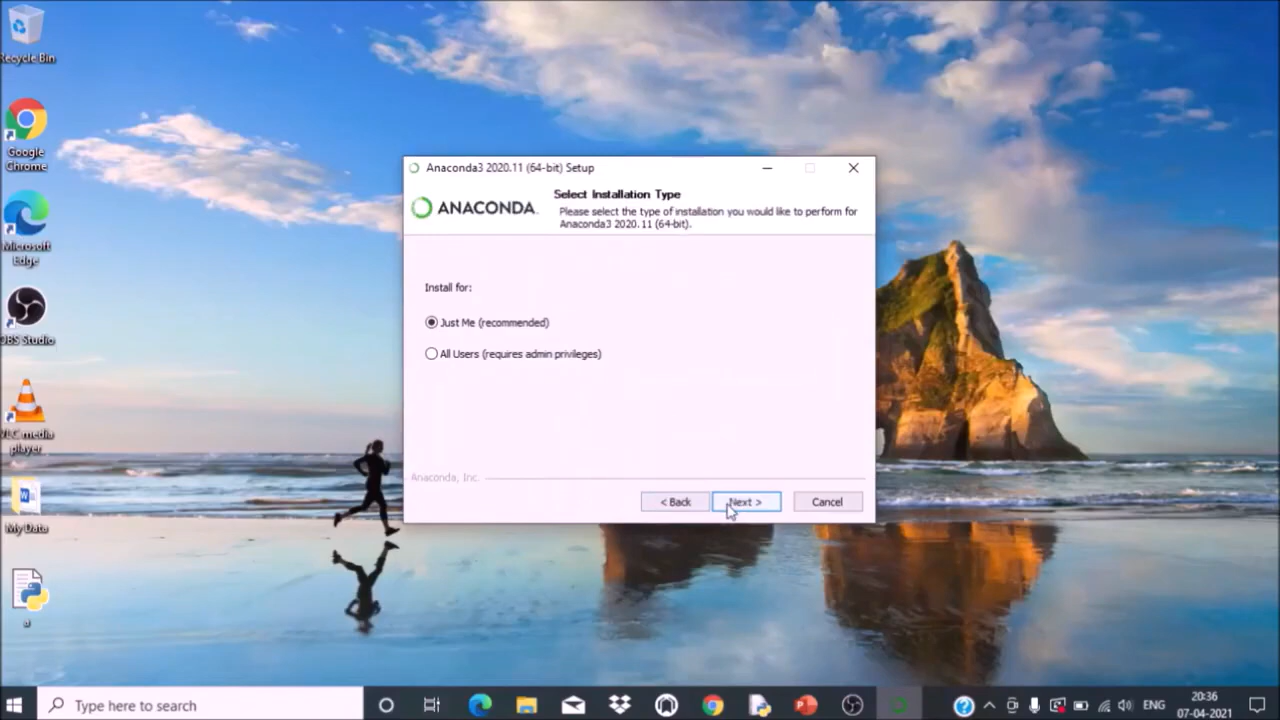 Recycle Bin
Google
Chrome
Microsoft
Edge
OBS Studio
VLC media
player
My Data
a
Anaconda3 2020.11 (64-bit) Setup
ANACONDA.
Select Installation Type
Please select the type of installation you would like to perform for
Anaconda3 2020.11 (64-bit).
Install for:
Just Me (recommended)
All Users (requires admin privileges)
Anaconda, Inc.
< Back
Next >
Cancel
Type here to search
ENG
20:36
07-04-2021